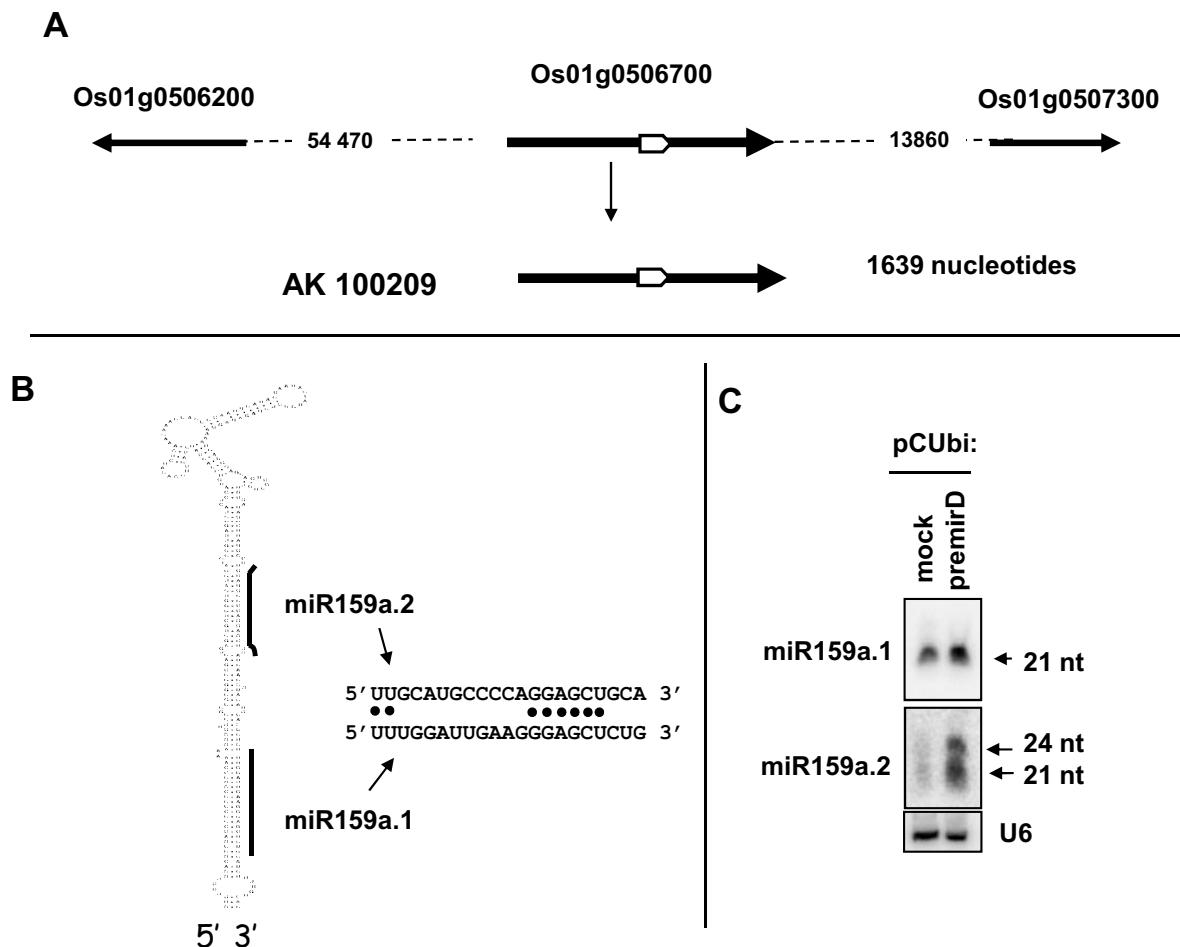 A
Os01g0506700
Os01g0506200
Os01g0507300
54 470
13860
AK 100209
1639 nucleotides
B
miR159a.2
5’UUGCAUGCCCCAGGAGCUGCA 3’
5’UUUGGAUUGAAGGGAGCUCUG 3’
miR159a.1
5’ 3’
C
pCUbi:
mock
premirD
miR159a.1
21 nt
miR159a.2
24 nt
21 nt
U6